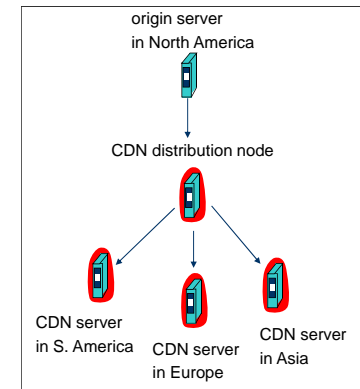 origin server
in North America
CDN distribution node
CDN server
in S. America
CDN server
in Europe
CDN server
in Asia